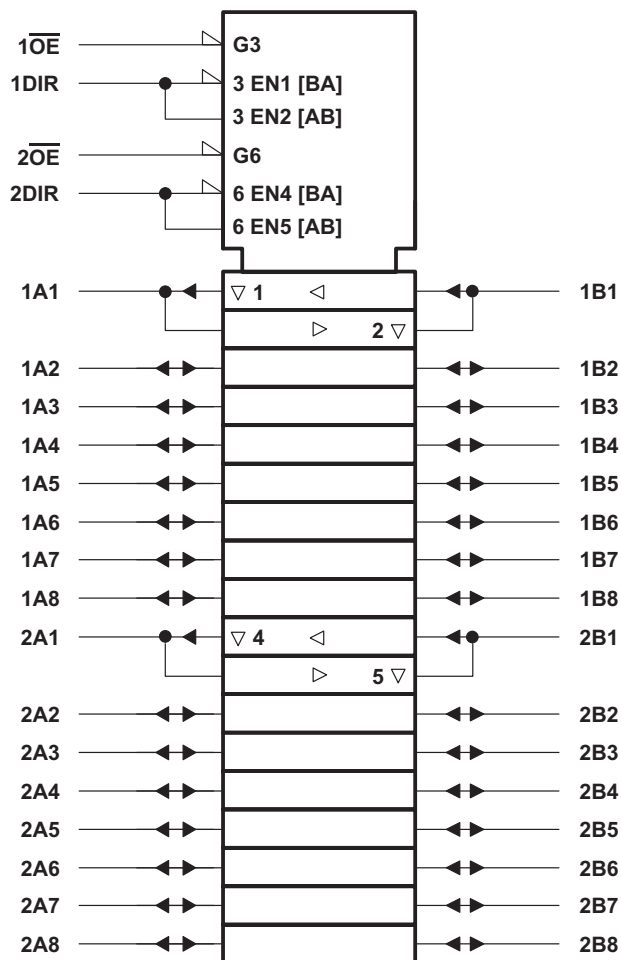 1O̅E̅ G3
1DIR 3 EN1 [BA]
3 EN2 [AB]
2O̅E̅ G6
2DIR 6 EN4 [BA]
6 EN5 [AB]
1A1 ▽ 1 ◁ 1B1
▷ 2 ▽
1A2 1B2
1A3 1B3
1A4 1B4
1A5 1B5
1A6 1B6
1A7 1B7
1A8 1B8
2A1 ▽ 4 ◁ 2B1
▷ 5 ▽
2A2 2B2
2A3 2B3
2A4 2B4
2A5 2B5
2A6 2B6
2A7 2B7
2A8 2B8